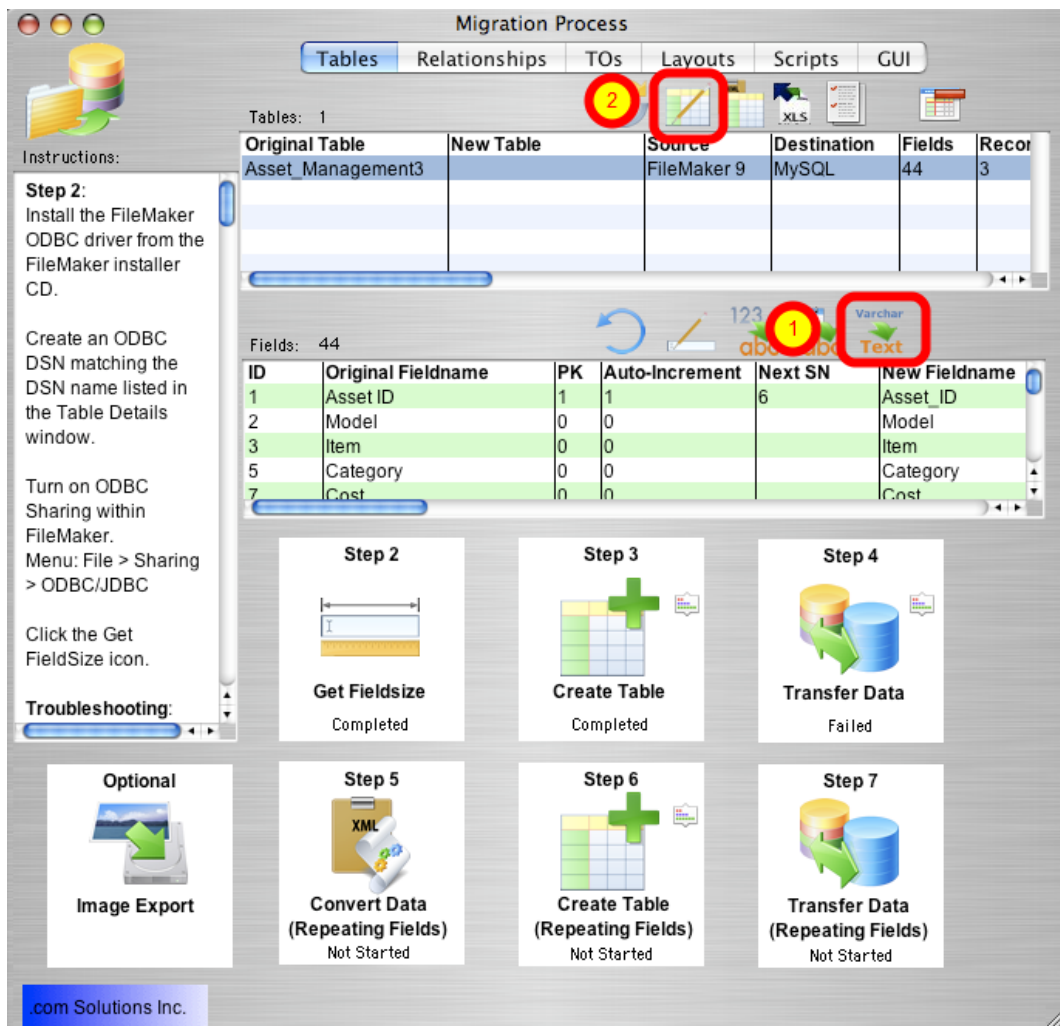 Migration Process
Tables Relationships TOs Layouts Scripts GUI
2
XLS
Tables: 1
Instructions:
Original Table New Table Source Destination Fields Recor
Asset_Management3 FileMaker 9 MySQL 44 3
Step 2:
Install the FileMaker
ODBC driver from the
FileMaker installer
CD.
Create an ODBC
DSN matching the
DSN name listed in
the Table Details
window.
Turn on ODBC
Sharing within
FileMaker.
Menu: File > Sharing
> ODBC/JDBC
Click the Get
FieldSize icon.
Troubleshooting:
123
1
Varchar
Text
Fields: 44
ID Original Fieldname PK Auto-Increment Next SN New Fieldname
1 Asset ID 1 1 6 Asset_ID
2 Model 0 0 Model
3 Item 0 0 Item
5 Category 0 0 Category
7 Cost 0 0 Cost
Step 2
Get Fieldsize
Completed
Step 3
Create Table
Completed
Step 4
Transfer Data
Failed
Optional
Image Export
Step 5
XML
Convert Data
(Repeating Fields)
Not Started
Step 6
Create Table
(Repeating Fields)
Not Started
Step 7
Transfer Data
(Repeating Fields)
Not Started
.com Solutions Inc.